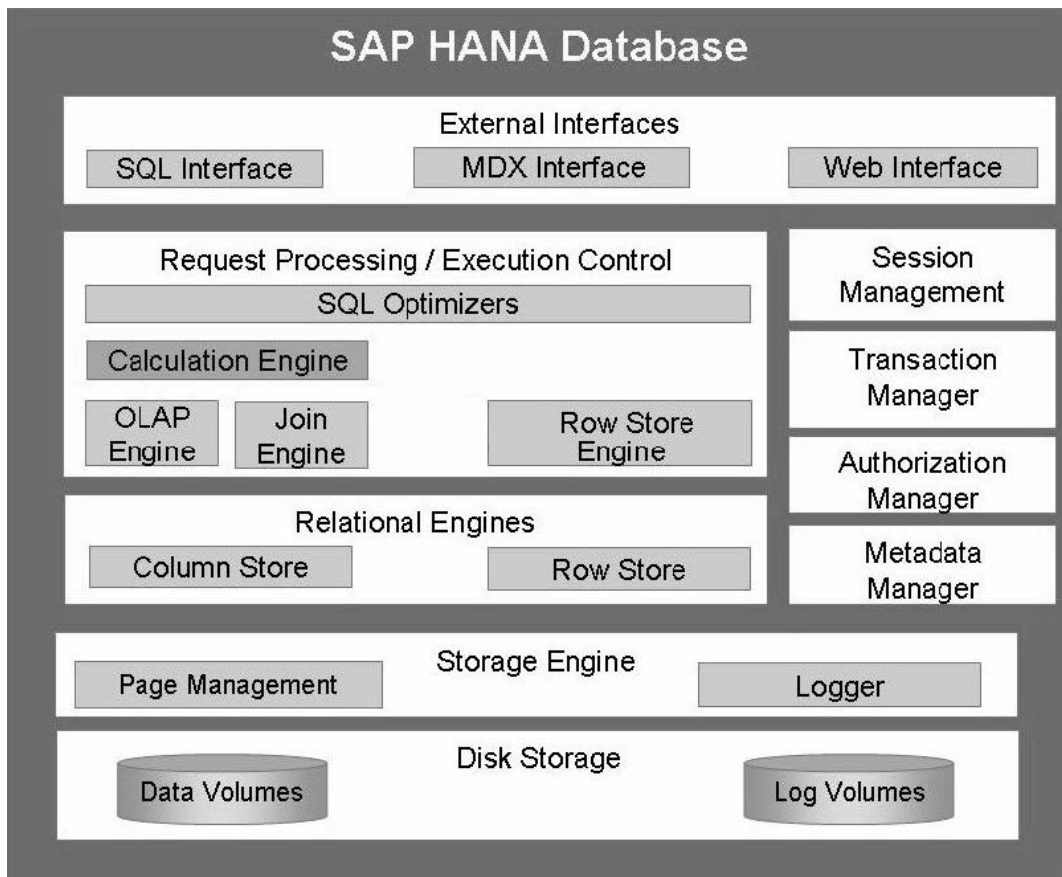 SAP HANA Database
External Interfaces
SQL Interface
MDX Interface
Web Interface
Request Processing / Execution Control
SQL Optimizers
Calculation Engine
OLAP
Engine
Join
Engine
Row Store
Engine
Relational Engines
Column Store
Row Store
Session
Management
Transaction
Manager
Authorization
Manager
Metadata
Manager
Storage Engine
Page Management
Logger
Disk Storage
Data Volumes
Log Volumes